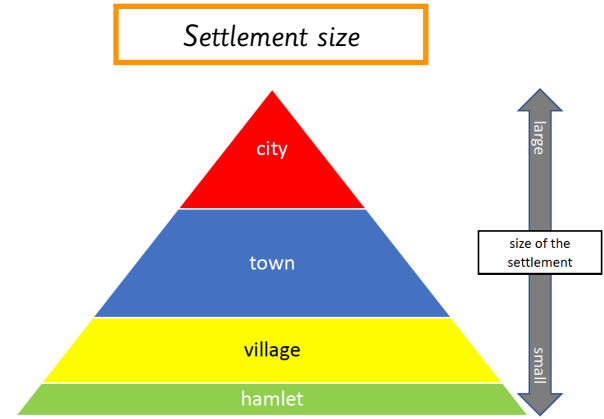 Settlement size
city
large
town
size of the
settlement
village
small
hamlet